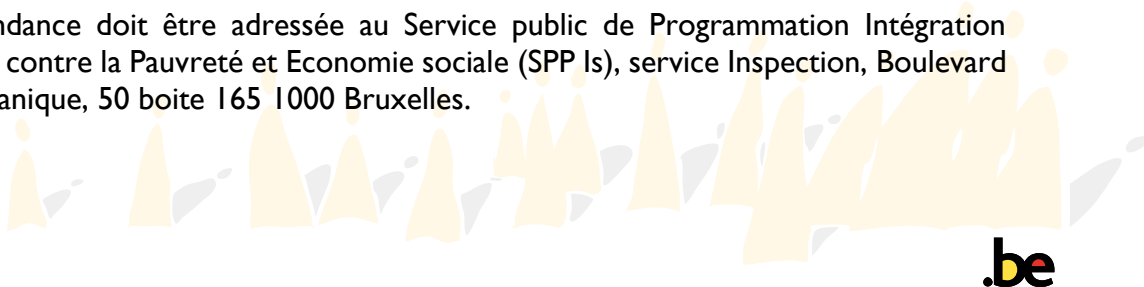 ndance doit être adressée au Service public de Programmation Intégration
contre la Pauvreté et Economie sociale (SPP Is), service Inspection, Boulevard
anique, 50 boite 165 1000 Bruxelles.
.be